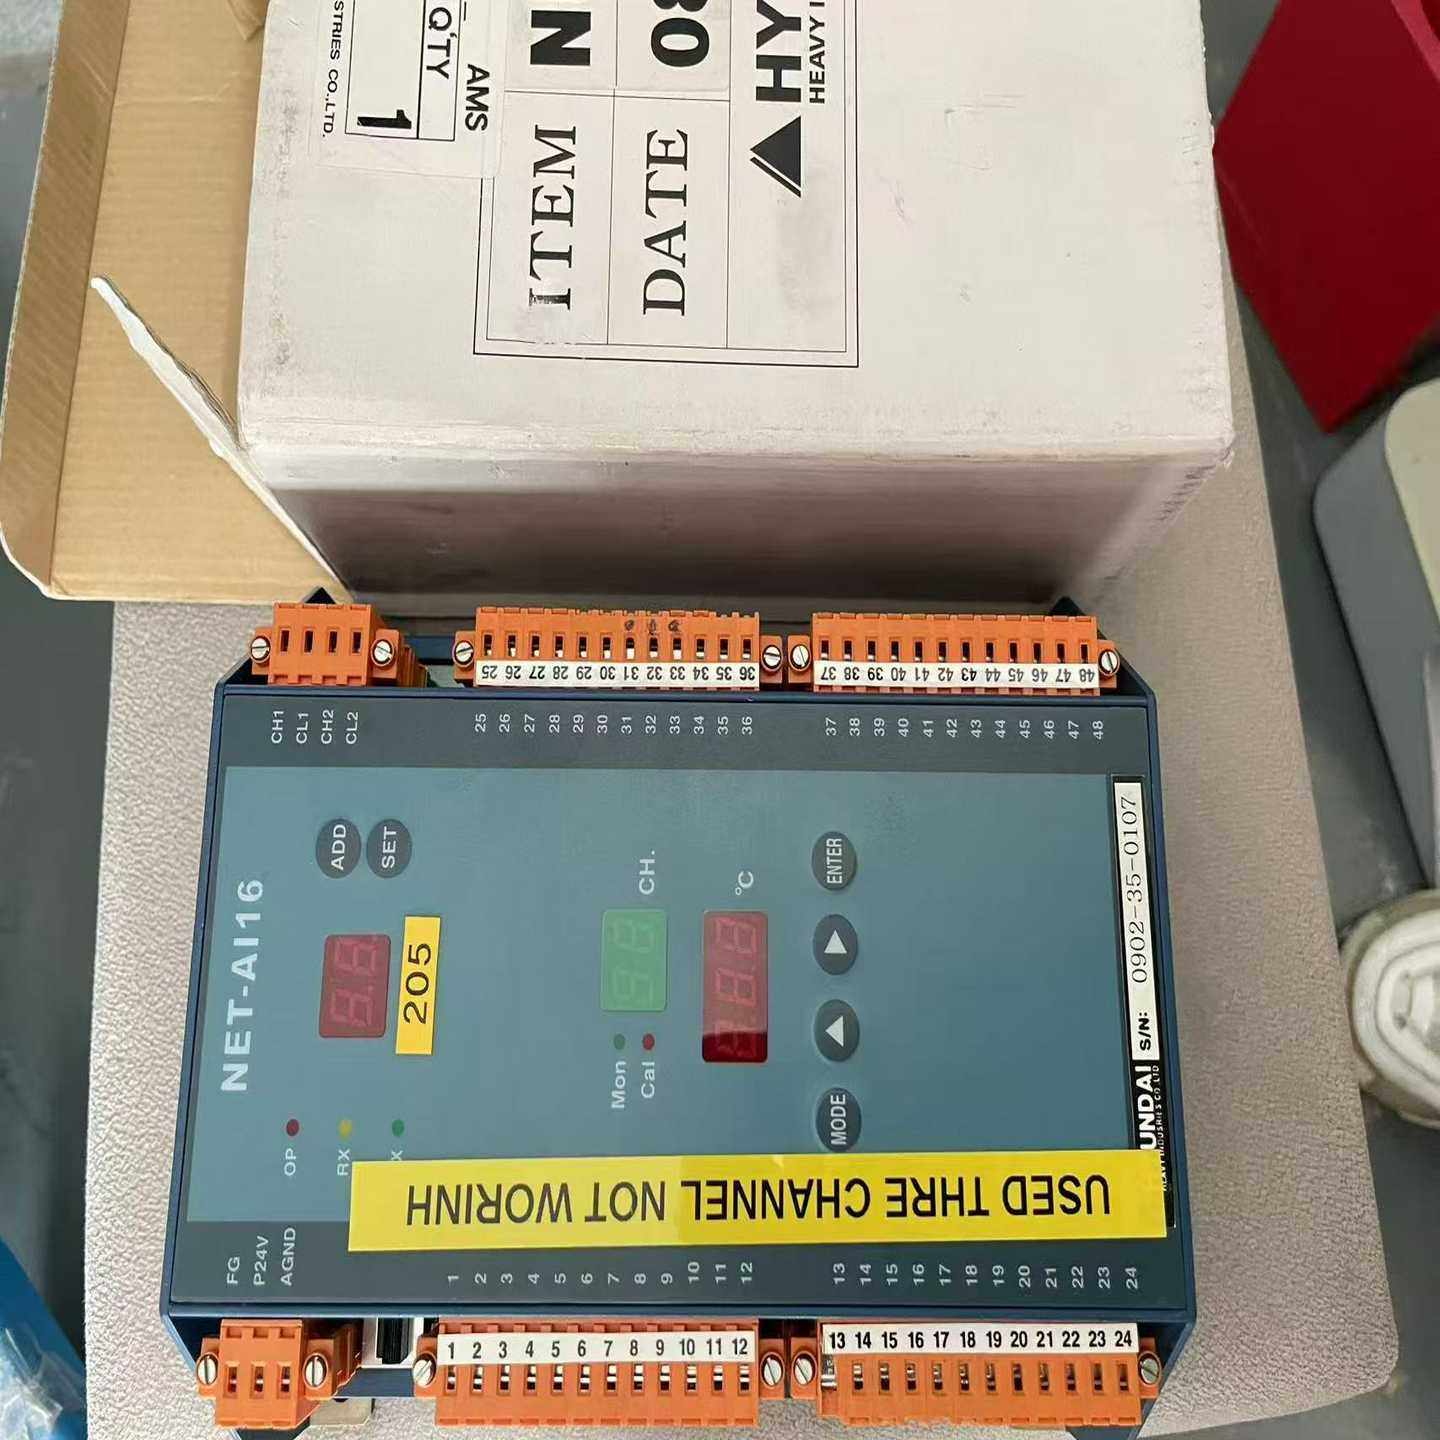 STRIES CO.,LTD.
Q'TY
1
AMS
ITEM
N
DATE
HY
HEAVY I
25 26 27 28 29 30 31 32 33 34 35 36
37 38 39 40 41 42 43 44 45 46 47 48
CH1
CL1
CH2
CL2
25 26 27 28 29 30 31 32 33 34 35 36
37 38 39 40 41 42 43 44 45 46 47 48
NET-AI16
ADD
SET
205
OP
RX
X
CH.
Mon
Cal
°C
ENTER
MODE
UNDAI
S/N: 0902-35-0107
USED THRE CHANNEL NOT WORINH
FG
P24V
AGND
1 2 3 4 5 6 7 8 9 10 11 12
13 14 15 16 17 18 19 20 21 22 23 24
1 2 3 4 5 6 7 8 9 10 11 12
13 14 15 16 17 18 19 20 21 22 23 24